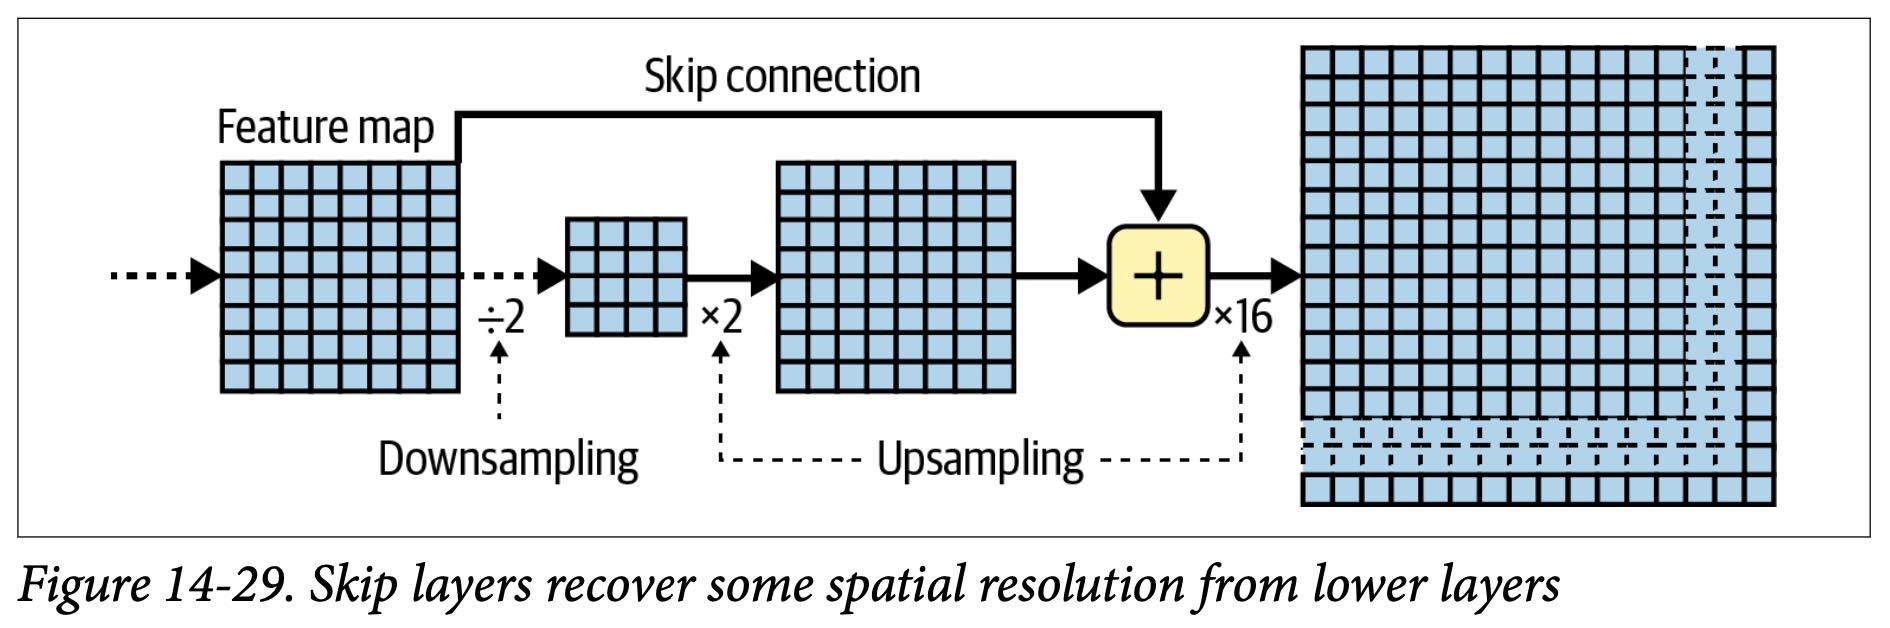 Skip connection
Feature map
÷2
×2
+
×16
Downsampling
Upsampling
Figure 14-29. Skip layers recover some spatial resolution from lower layers